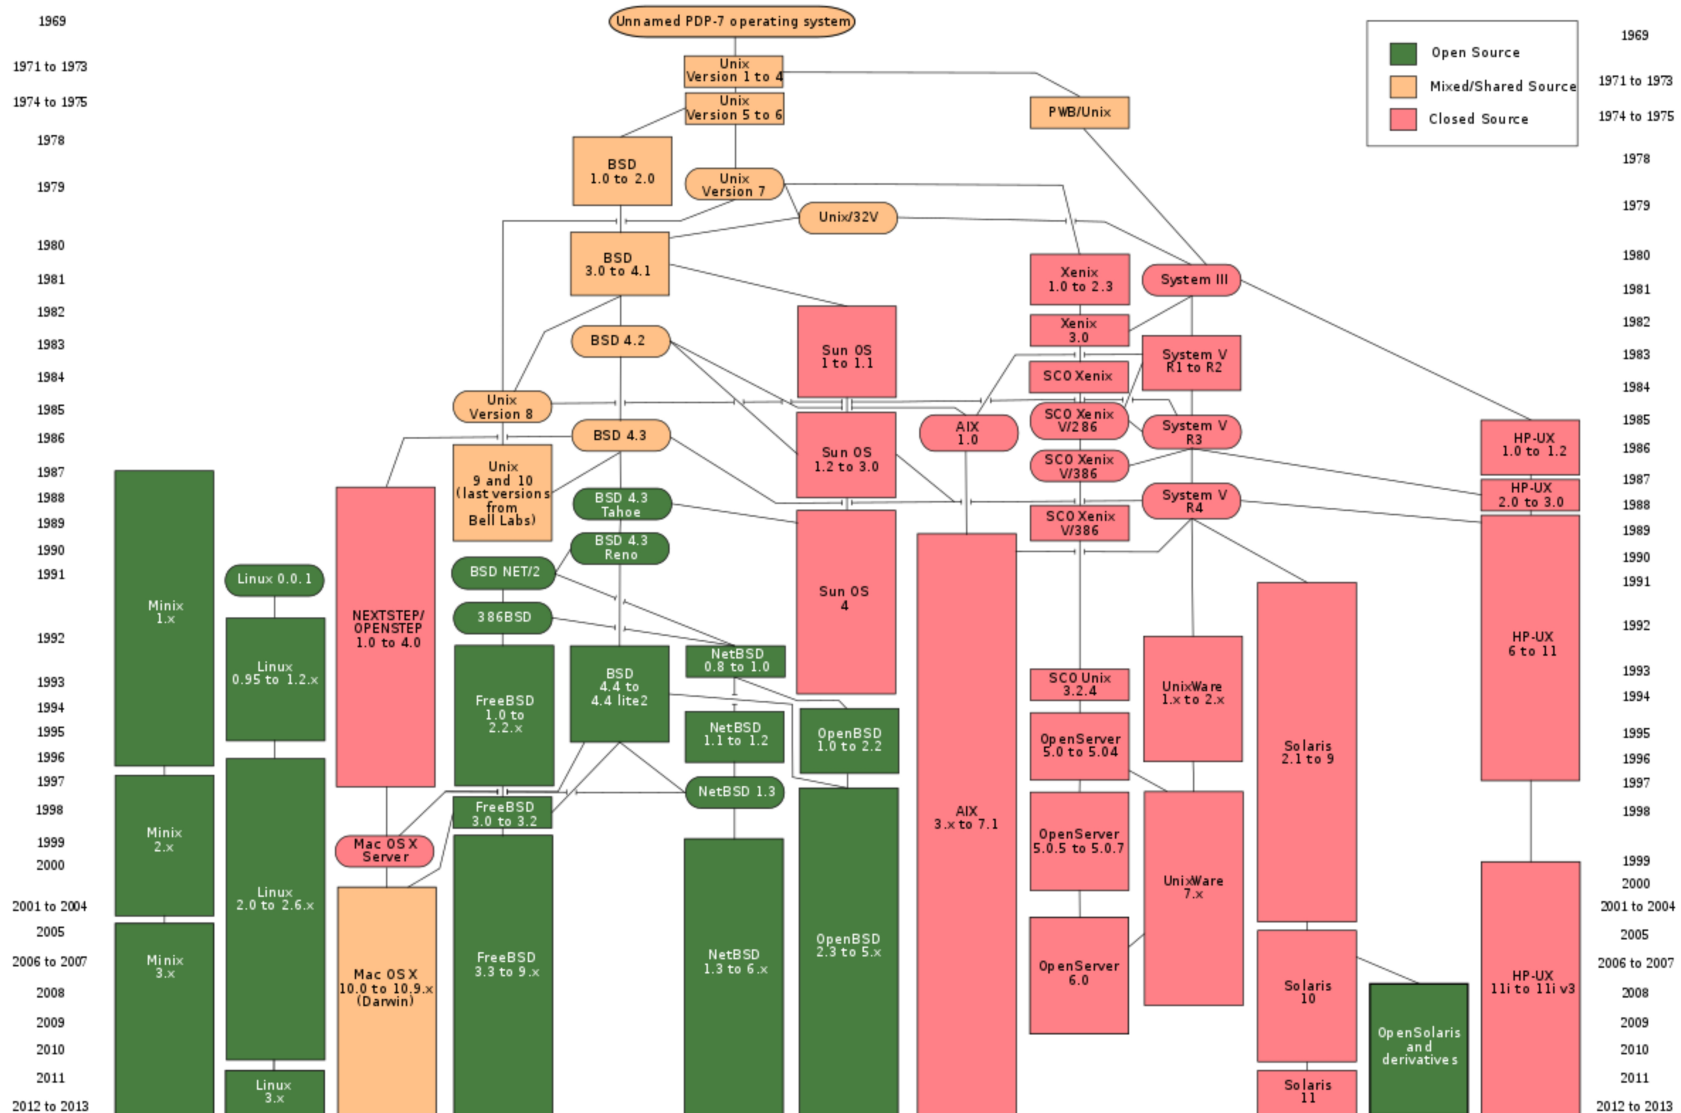 Unnamed PDP-7 operating system
1969
1971 to 1973
1974 to 1975
1978
1979
1980
1981
1982
1983
1984
1985
1986
1987
1988
1989
1990
1991
1992
1993
1994
1995
1996
1997
1998
1999
2000
2001 to 2004
2005
2006 to 2007
2008
2009
2010
2011
2012 to 2013
Open Source
Mixed/Shared Source
Closed Source
1969
1971 to 1973
1974 to 1975
1978
1979
1980
1981
1982
1983
1984
1985
1986
1987
1988
1989
1990
1991
1992
1993
1994
1995
1996
1997
1998
1999
2000
2001 to 2004
2005
2006 to 2007
2008
2009
2010
2011
2012 to 2013
Unix
Version 1 to 4
Unix
Version 5 to 6
PWB/Unix
BSD
1.0 to 2.0
Unix
Version 7
Unix/32V
BSD
3.0 to 4.1
Xenix
1.0 to 2.3
System III
Xenix
3.0
BSD 4.2
Sun OS
1 to 1.1
System V
R1 to R2
SCO Xenix
Unix
Version 8
SCO Xenix
V/286
AIX
1.0
System V
R3
BSD 4.3
HP-UX
1.0 to 1.2
Sun OS
1.2 to 3.0
SCO Xenix
V/386
Unix
9 and 10
(last versions
from
Bell Labs)
HP-UX
2.0 to 3.0
BSD 4.3
Tahoe
System V
R4
SCO Xenix
V/386
BSD 4.3
Reno
BSD NET/2
Linux 0.0.1
Minix
1.x
Sun OS
4
386BSD
NEXTSTEP/
OPENSTEP
1.0 to 4.0
HP-UX
6 to 11
Linux
0.95 to 1.2.x
NetBSD
0.8 to 1.0
BSD
4.4 to
4.4 lite2
SCO Unix
3.2.4
UnixWare
1.x to 2.x
FreeBSD
1.0 to
2.2.x
NetBSD
1.1 to 1.2
OpenBSD
1.0 to 2.2
OpenServer
5.0 to 5.04
Solaris
2.1 to 9
NetBSD 1.3
FreeBSD
3.0 to 3.2
AIX
3.x to 7.1
Minix
2.x
Mac OS X
Server
OpenServer
5.0.5 to 5.0.7
UnixWare
7.x
Linux
2.0 to 2.6.x
OpenBSD
2.3 to 5.x
Minix
3.x
FreeBSD
3.3 to 9.x
NetBSD
1.3 to 6.x
Mac OS X
10.0 to 10.9.x
(Darwin)
OpenServer
6.0
Solaris
10
HP-UX
11i to 11i v3
OpenSolaris
and
derivatives
Linux
3.x
Solaris
11